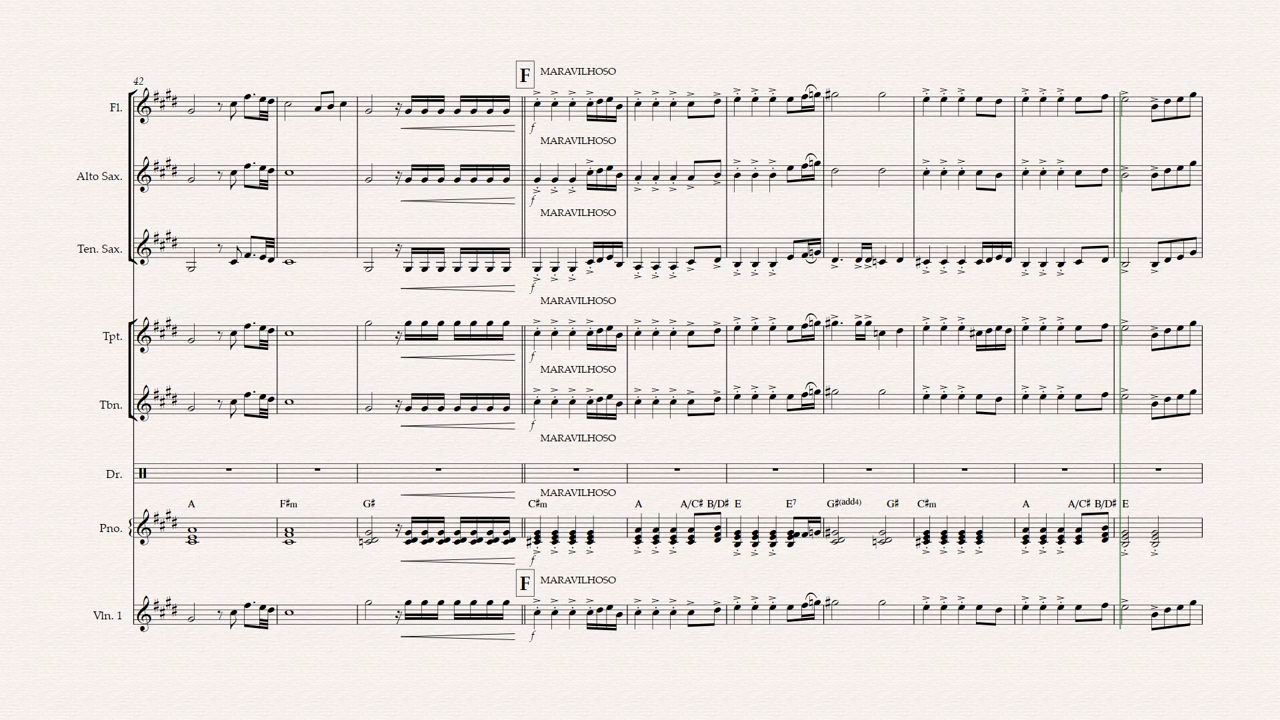 F MARAVILHOSO
42
Fl.
MARAVILHOSO
f
Alto Sax.
MARAVILHOSO
f
Ten. Sax.
MARAVILHOSO
f
Tpt.
MARAVILHOSO
f
Tbn.
MARAVILHOSO
f
Dr.
MARAVILHOSO
A F#m G# C#m A A/C# B/D# E E7 G#(add4) G# C#m A A/C# B/D# E
Pno.
f
F MARAVILHOSO
Vln. 1
f